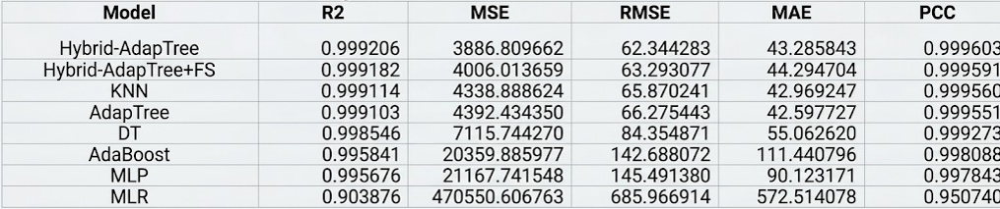 Model R2 MSE RMSE MAE PCC
Hybrid-AdapTree 0.999206 3886.809662 62.344283 43.285843 0.999603
Hybrid-AdapTree+FS 0.999182 4006.013659 63.293077 44.294704 0.999591
KNN 0.999114 4338.888624 65.870241 42.969247 0.999560
AdapTree 0.999103 4392.434350 66.275443 42.597727 0.999551
DT 0.998546 7115.744270 84.354871 55.062620 0.999273
AdaBoost 0.995841 20359.885977 142.688072 111.440796 0.998088
MLP 0.995676 21167.741548 145.491380 90.123171 0.997843
MLR 0.903876 470550.606763 685.966914 572.514078 0.950740